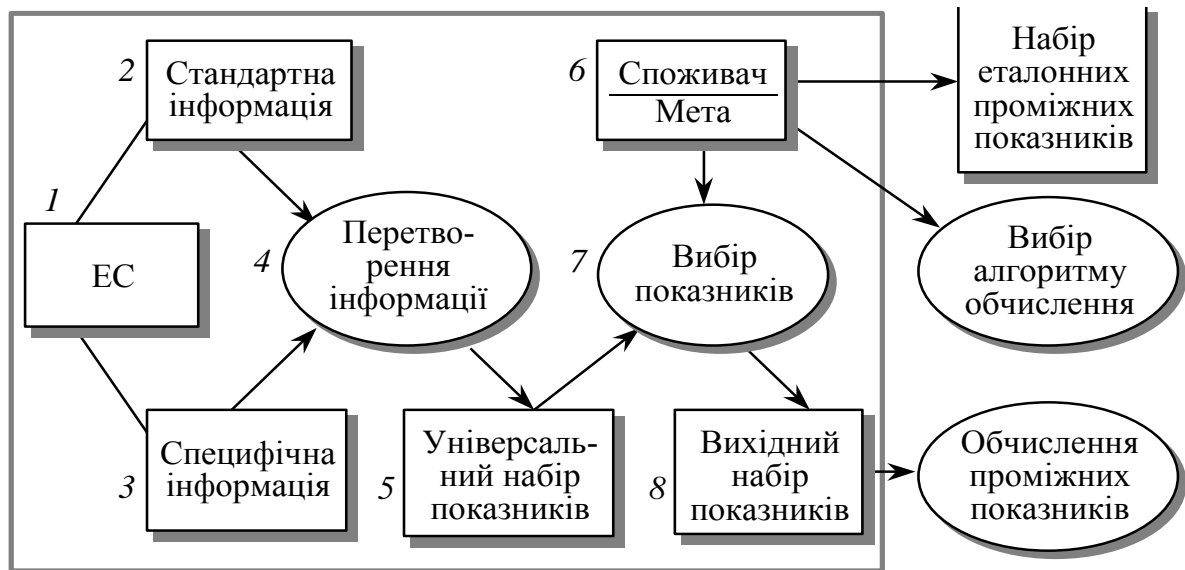 2
Стандартна
інформація
6
Споживач
Мета
Набір
еталонних
проміжних
показників
1
ЕС
4
Перетво-
рення
інформації
7
Вибір
показників
Вибір
алгоритму
обчислення
3
Специфічна
інформація
5
Універсаль-
ний набір
показників
8
Вихідний
набір
показників
Обчислення
проміжних
показників